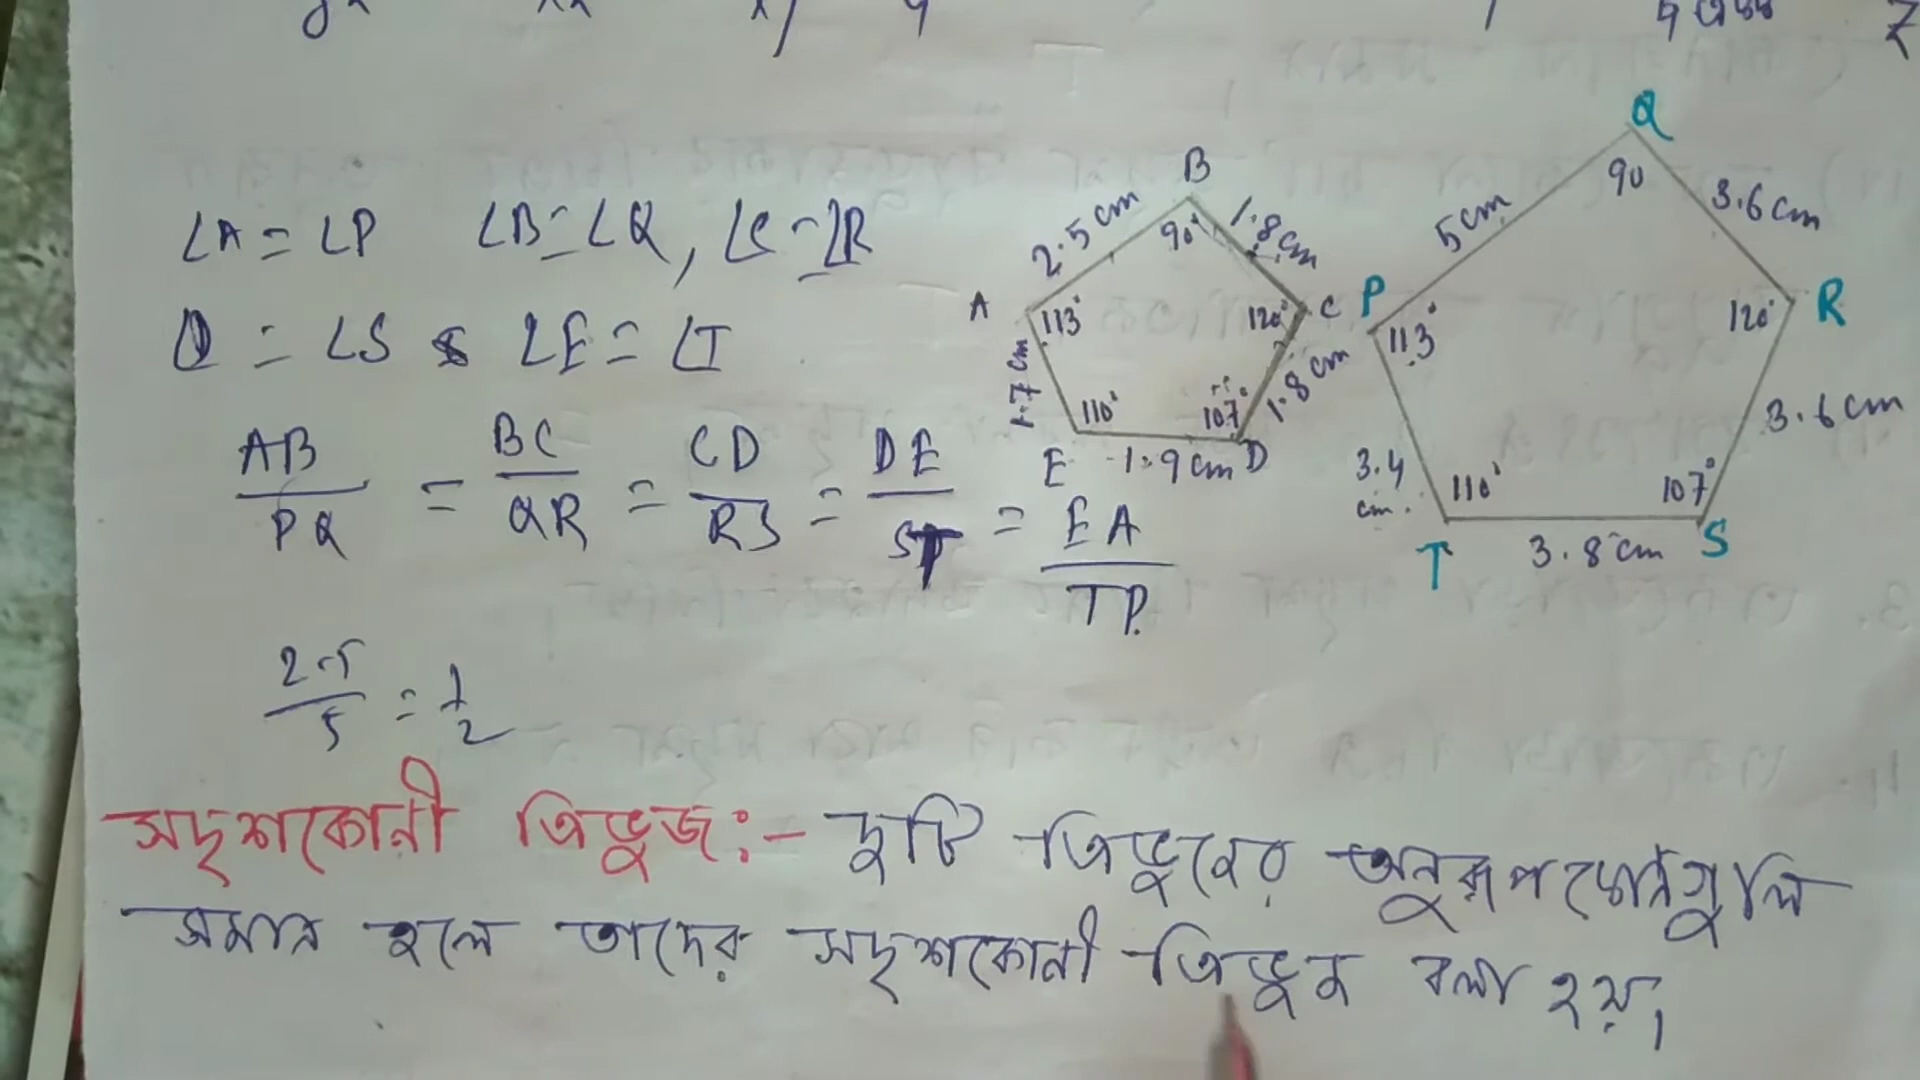 ∠A = ∠P ∠B = ∠Q, ∠C = ∠R
D = ∠S & ∠E = ∠T
AB/PQ = BC/QR = CD/RS = DE/ST = EA/TP.
2.5/5 = 1/2
A
B
C
D
E
2.5 cm
1.8 cm
1.8 cm
1.9 cm
1.7 cm
113°
90°
120°
107°
110°
P
Q
R
S
T
5 cm
3.6 cm
3.6 cm
3.8 cm
3.4 cm.
113°
90
120°
107°
110°
সদৃশকোনী ত্রিভুজ:- দুটি ত্রিভুজের অনুরূপ কোনগুলি
সমান হলে তাদের সদৃশকোনী ত্রিভুজ বলা হয়।